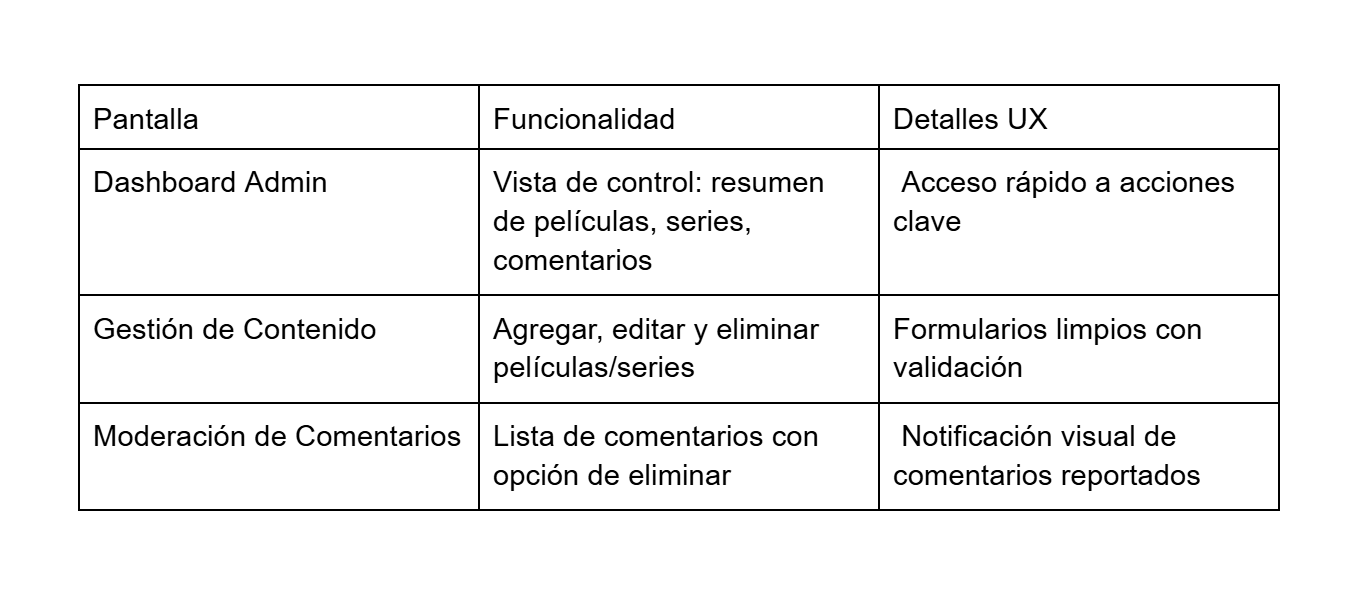 Pantalla
Funcionalidad
Detalles UX
Dashboard Admin
Vista de control: resumen
de películas, series,
comentarios
Acceso rápido a acciones
clave
Gestión de Contenido
Agregar, editar y eliminar
películas/series
Formularios limpios con
validación
Moderación de Comentarios
Lista de comentarios con
opción de eliminar
Notificación visual de
comentarios reportados